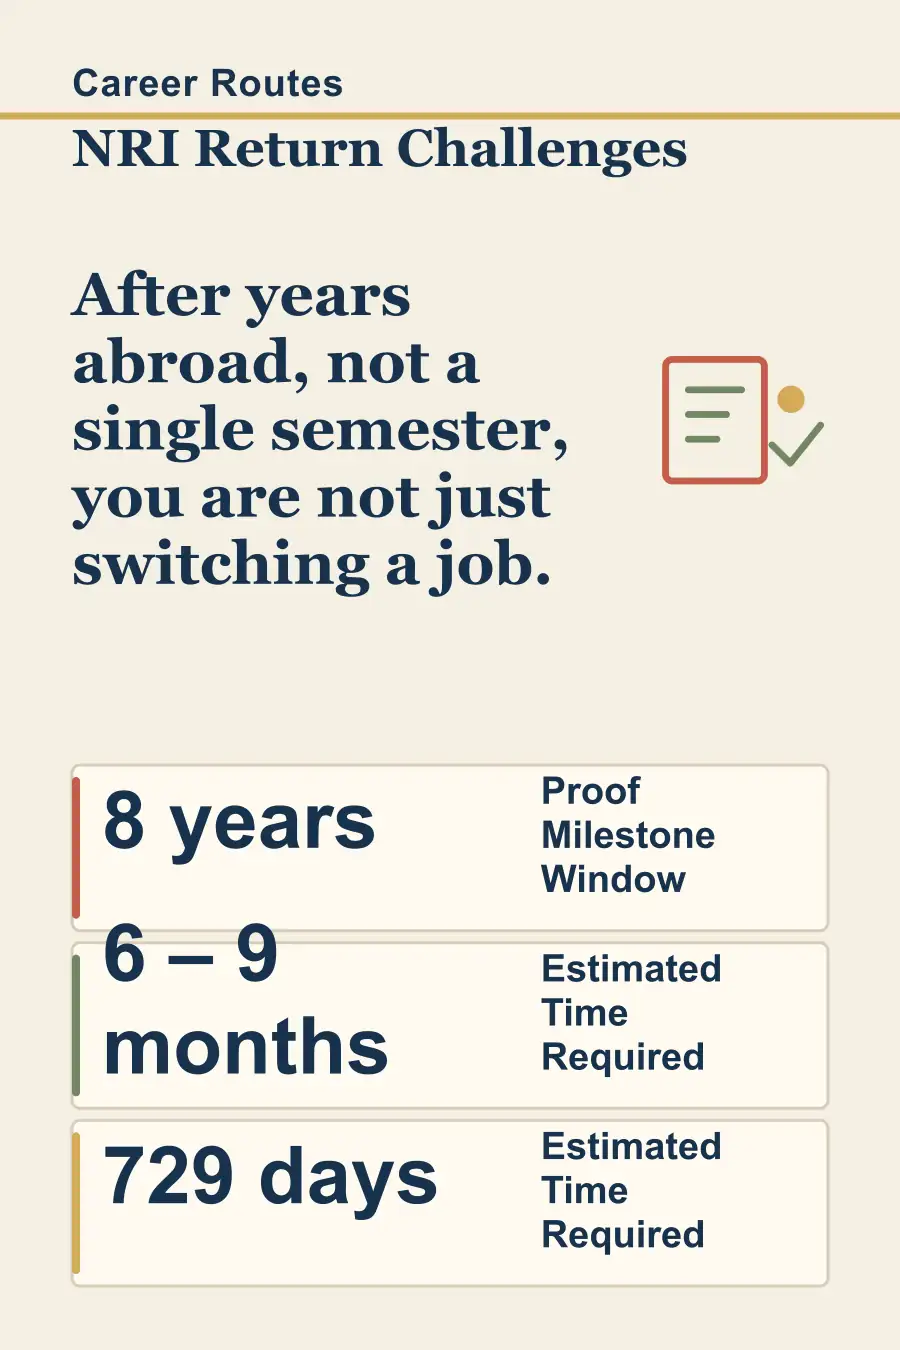 Career Routes
NRI Return Challenges
After years
abroad, not a
single semester,
you are not just
switching a job.
8 years
Proof
Milestone
Window
6 – 9
months
Estimated
Time
Required
729 days
Estimated
Time
Required